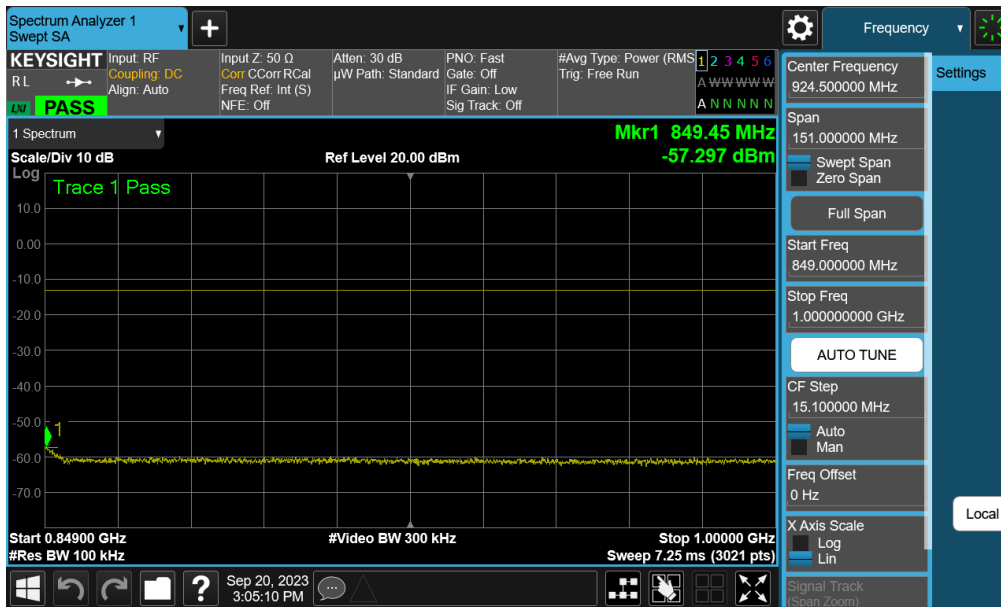 Spectrum Analyzer 1
Swept SA
Frequency
KEYSIGHT
R L
LXI
PASS
Input: RF
Coupling: DC
Align: Auto
Input Z: 50 Ω
Corr CCorr RCal
Freq Ref: Int (S)
NFE: Off
Atten: 30 dB
µW Path: Standard
PNO: Fast
Gate: Off
IF Gain: Low
Sig Track: Off
#Avg Type: Power (RMS
Trig: Free Run
1 2 3 4 5 6
A W W W W W
A N N N N N
1 Spectrum
Mkr1 849.45 MHz
-57.297 dBm
Scale/Div 10 dB
Ref Level 20.00 dBm
Log
Trace 1 Pass
10.0
0.00
-10.0
-20.0
-30.0
-40.0
-50.0
1
-60.0
-70.0
Start 0.84900 GHz
#Video BW 300 kHz
Stop 1.00000 GHz
#Res BW 100 kHz
Sweep 7.25 ms (3021 pts)
Center Frequency
924.500000 MHz
Settings
Span
151.000000 MHz
Swept Span
Zero Span
Full Span
Start Freq
849.000000 MHz
Stop Freq
1.000000000 GHz
AUTO TUNE
CF Step
15.100000 MHz
Auto
Man
Freq Offset
0 Hz
Local
X Axis Scale
Log
Lin
Signal Track
(Span Zoom)
?
Sep 20, 2023
3:05:10 PM